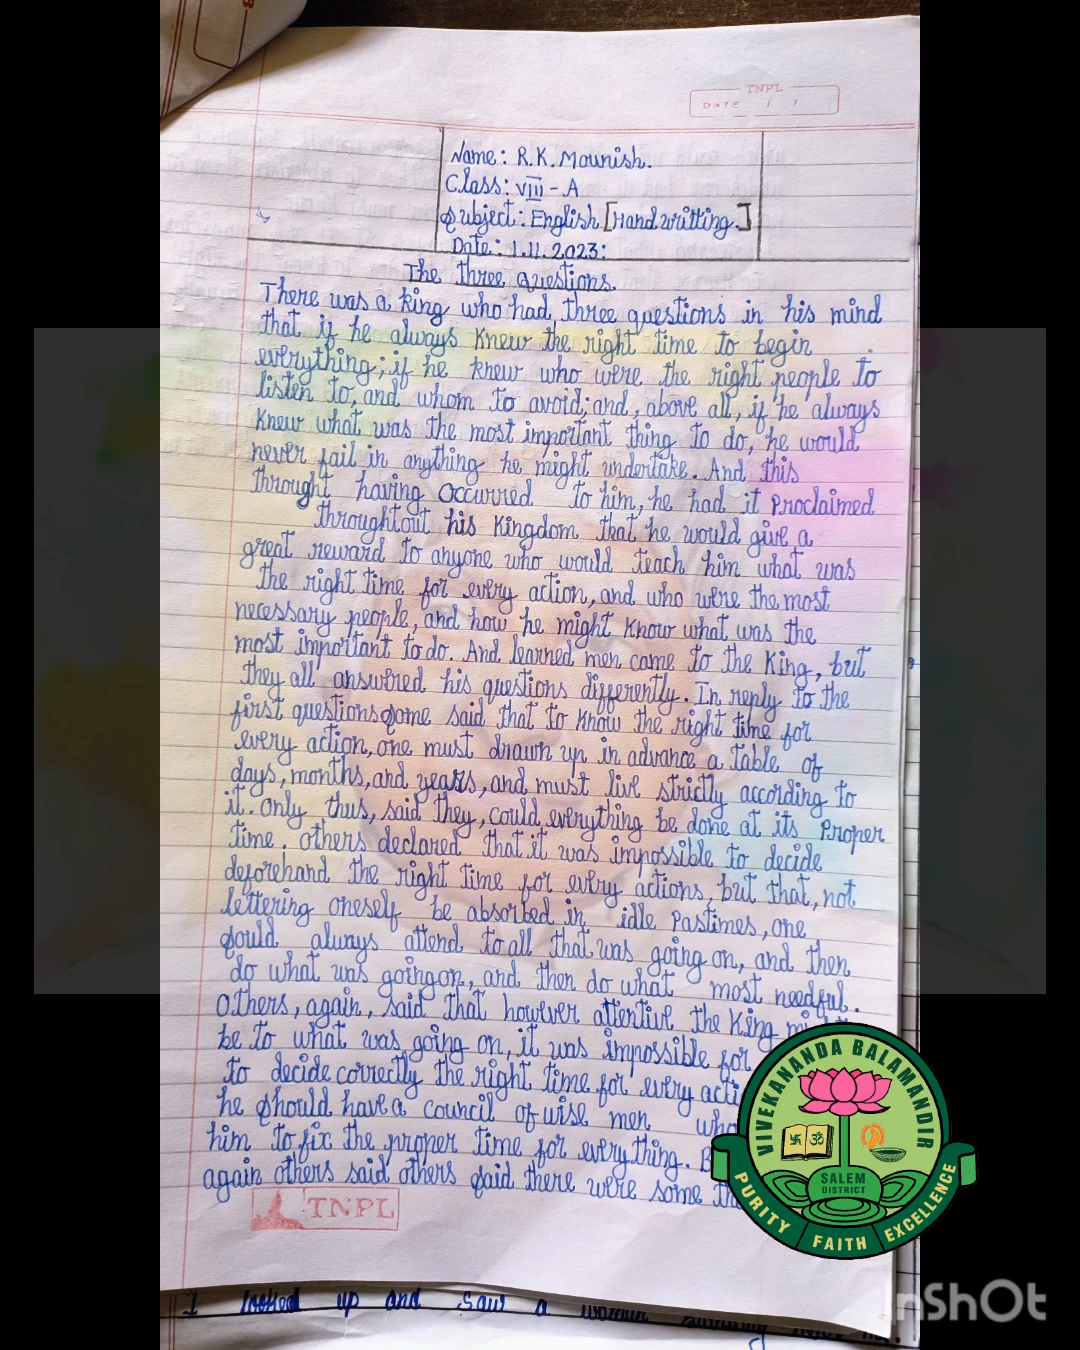 TNPL
DATE / /
Name: R.K. Mounish.
Class: VIII - A
Subject: English [Hand writting.]
Date: 1.11.2023:
The three questions.
There was a king who had three questions in his mind
that if he always knew the right time to begin
everything; if he knew who were the right people to
listen to, and whom to avoid; and, above all, if he always
knew what was the most important thing to do, he would
never fail in anything he might undertake. And this
throught having occurred to him, he had it Proclaimed
throughtout his Kingdom that he would give a
great reward to anyone who would teach him what was
the right time for every action, and who were the most
necessary people, and how he might know what was the
most important to do. And learned men came to the King, but
they all answered his questions differently. In reply to the
first questions some said that to know the right time for
every action, one must drawn up in advance a table of
days, months, and years, and must live strictly according to
it. Only thus, said they, could everything be done at its Proper
time. Others declared that it was impossible to decide
deforehand the right time for every actions, but that, not
lettering oneself be absorbed in idle Pastimes, one
sould always attend to all that was going on, and then
do what was going on, and then do what most needful.
Others, again, said that however attentive the King
be to what was going on, it was impossible for
to decide correctly the right time for every acti
he should have a council of wise men
him to fix the proper time for everything.
again others said others said there were some
TNPL
I looked up and saw a
VIVEKANANDA BALAMANDIR
ॐ
SALEM
DISTRICT
PURITY FAITH EXCELLENCE
InShOt